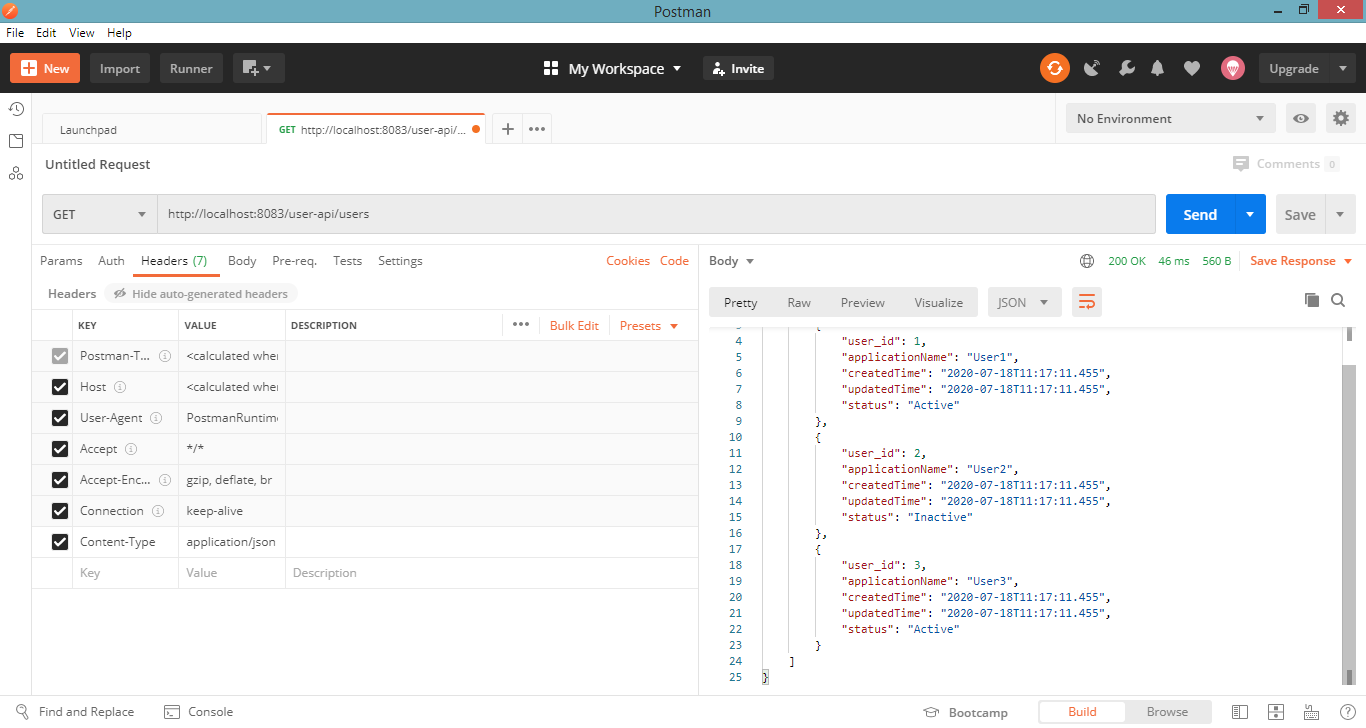 Postman
File Edit View Help
New Import Runner My Workspace Invite Upgrade
Launchpad
GET http://localhost:8083/user-api/...
No Environment
Untitled Request
Comments 0
GET http://localhost:8083/user-api/users
Send Save
Params Auth Headers (7) Body Pre-req. Tests Settings Cookies Code
Headers Hide auto-generated headers
KEY VALUE DESCRIPTION ••• Bulk Edit Presets
Postman-T... <calculated wher
Host <calculated wher
User-Agent PostmanRuntime
Accept */*
Accept-Enc... gzip, deflate, br
Connection keep-alive
Content-Type application/json
Key Value Description
Body 200 OK 46 ms 560 B Save Response
Pretty Raw Preview Visualize JSON
3 {
4 "user_id": 1,
5 "applicationName": "User1",
6 "createdTime": "2020-07-18T11:17:11.455",
7 "updatedTime": "2020-07-18T11:17:11.455",
8 "status": "Active"
9 },
10 {
11 "user_id": 2,
12 "applicationName": "User2",
13 "createdTime": "2020-07-18T11:17:11.455",
14 "updatedTime": "2020-07-18T11:17:11.455",
15 "status": "Inactive"
16 },
17 {
18 "user_id": 3,
19 "applicationName": "User3",
20 "createdTime": "2020-07-18T11:17:11.455",
21 "updatedTime": "2020-07-18T11:17:11.455",
22 "status": "Active"
23 }
24 ]
25 }
Find and Replace Console Bootcamp Build Browse